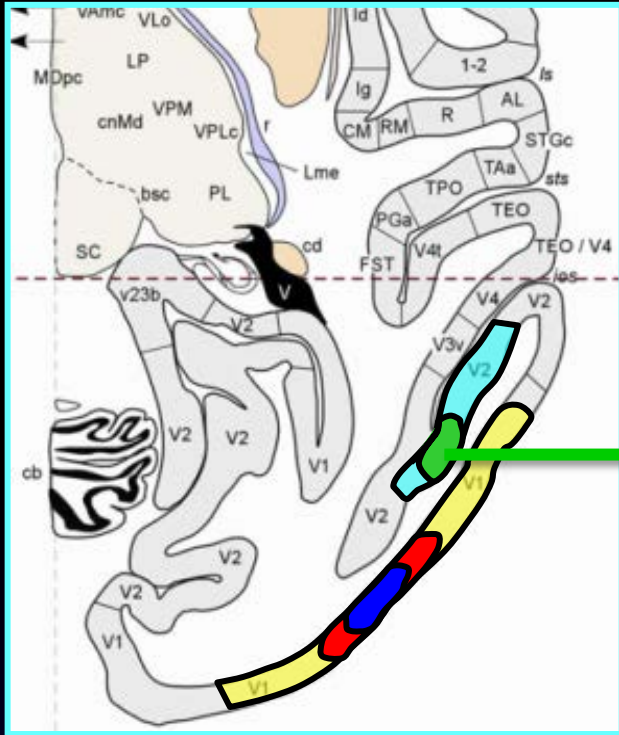 VAmc
VLo
Id
LP
1-2
ls
MDpc
Ig
AL
VPM
R
cnMd
r
CM
RM
VPLc
STGc
Lme
TAa
sts
bsc
PL
TPO
PGa
TEO
SC
cd
V4t
TEO / V4
FST
ios
V
v23b
V4
V2
V2
V3v
V2
V2
V2
V1
cb
V1
V2
V2
V2
V1
V1